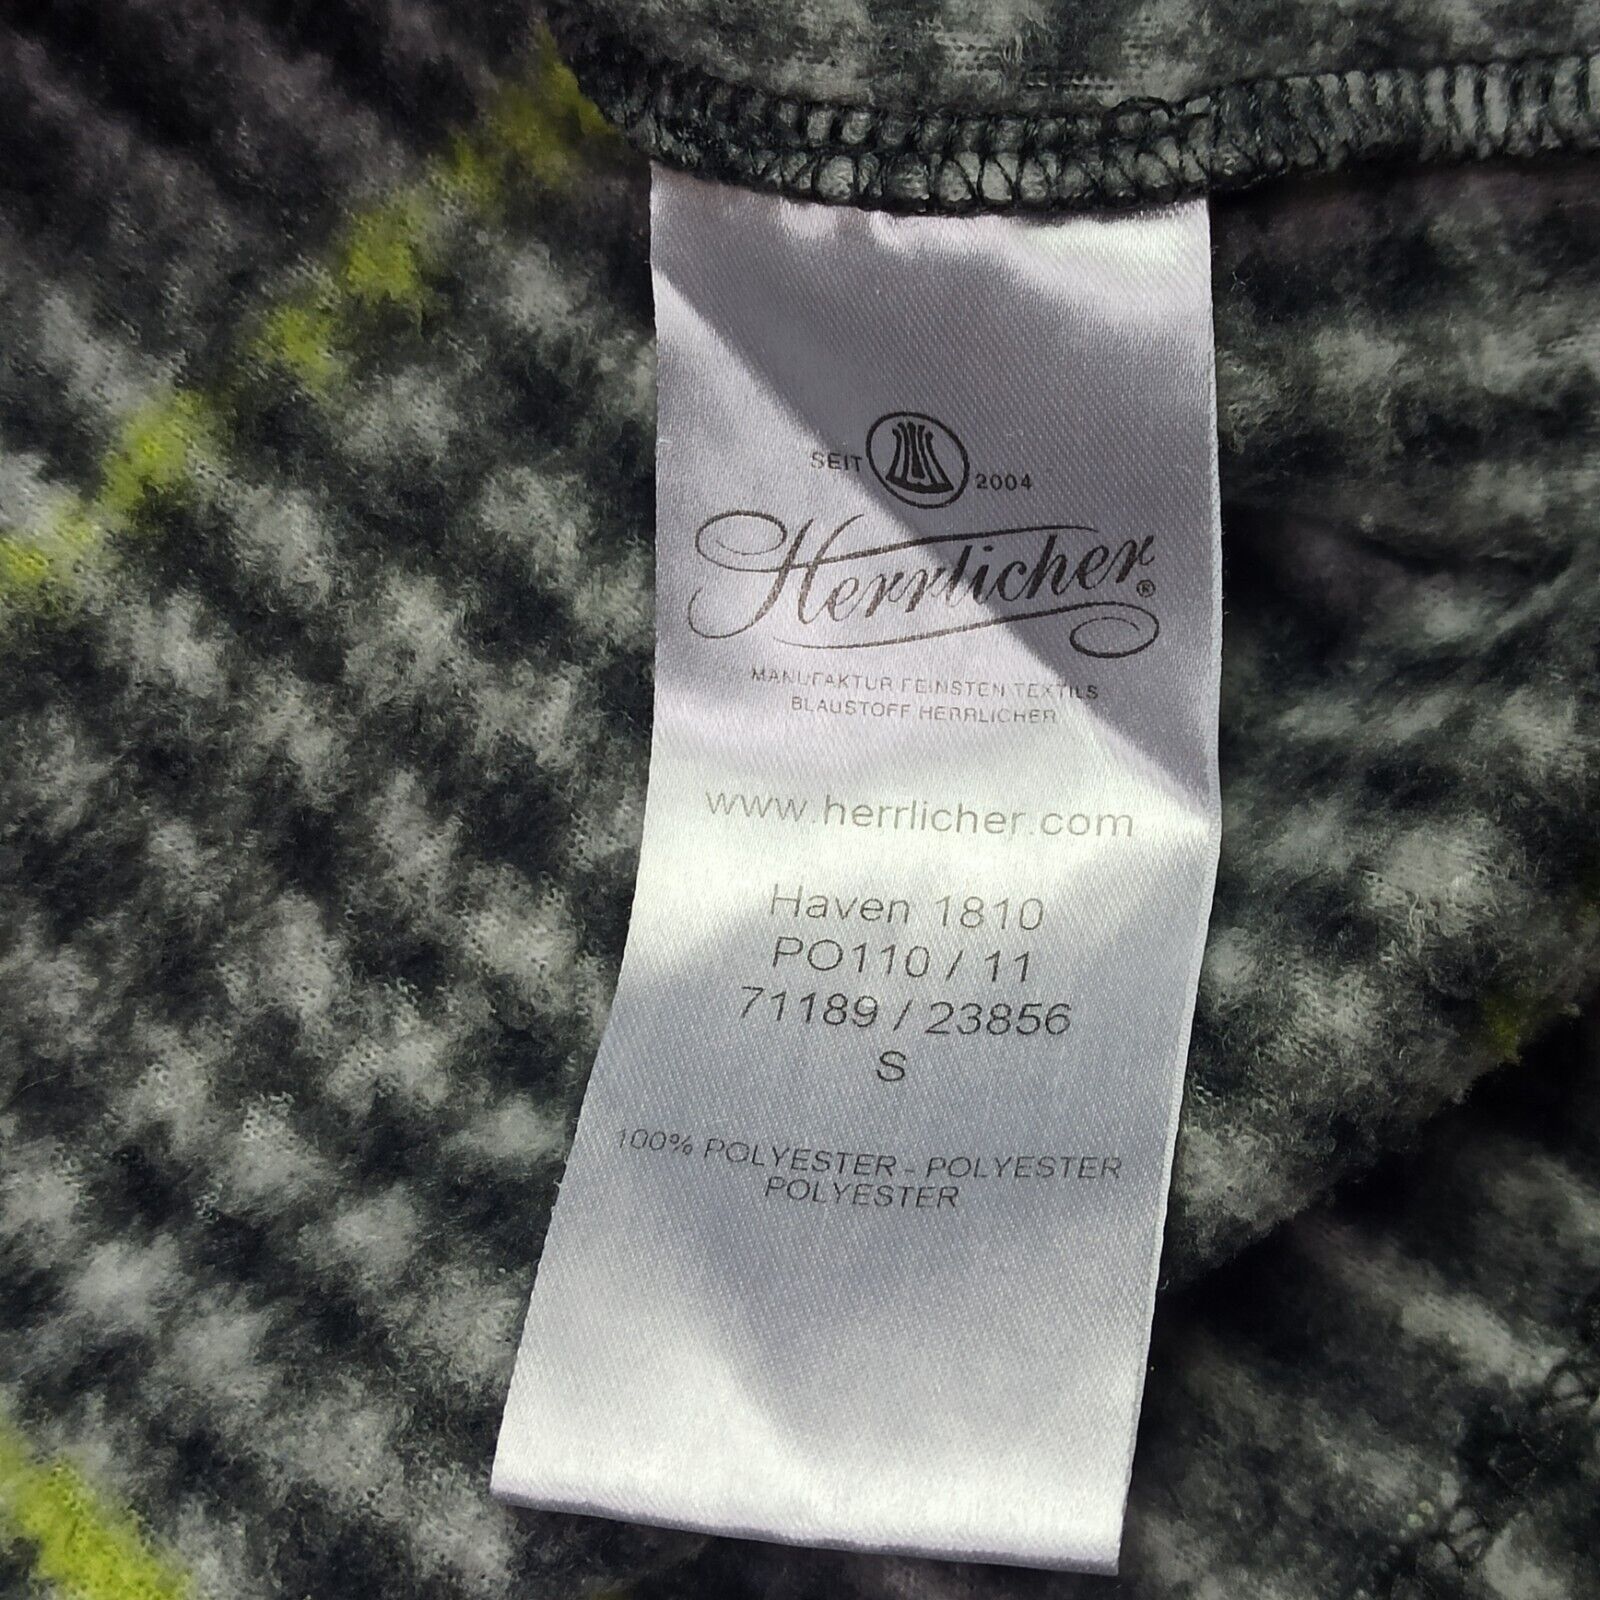 SEIT 2004
Herrlicher®
MANUFAKTUR FEINSTEN TEXTILS
BLAUSTOFF HERRLICHER
www.herrlicher.com
Haven 1810
PO110 / 11
71189 / 23856
S
100% POLYESTER - POLYESTER
POLYESTER